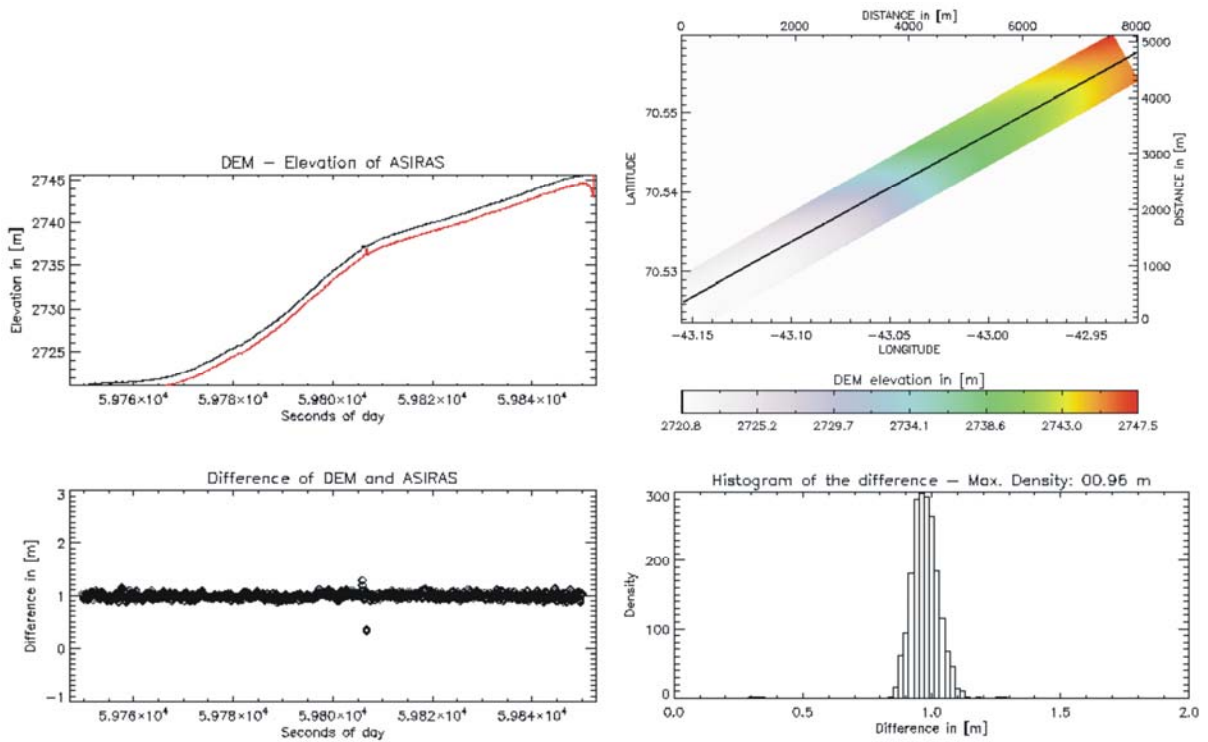 DEM – Elevation of ASIRAS
2745
2740
2735
2730
2725
Elevation in [m]
5.976×10⁴ 5.978×10⁴ 5.980×10⁴ 5.982×10⁴ 5.984×10⁴
Seconds of day
DISTANCE in [m]
0 2000 4000 6000 8000
70.55
70.54
70.53
LATITUDE
5000
4000
3000
2000
1000
0
DISTANCE in [m]
−43.15 −43.10 −43.05 −43.00 −42.95
LONGITUDE
DEM elevation in [m]
2720.8 2725.2 2729.7 2734.1 2738.6 2743.0 2747.5
Difference of DEM and ASIRAS
3
2
1
0
−1
Difference in [m]
5.976×10⁴ 5.978×10⁴ 5.980×10⁴ 5.982×10⁴ 5.984×10⁴
Seconds of day
Histogram of the difference – Max. Density: 00.95 m
300
200
100
0
Density
0.0 0.5 1.0 1.5 2.0
Difference in [m]